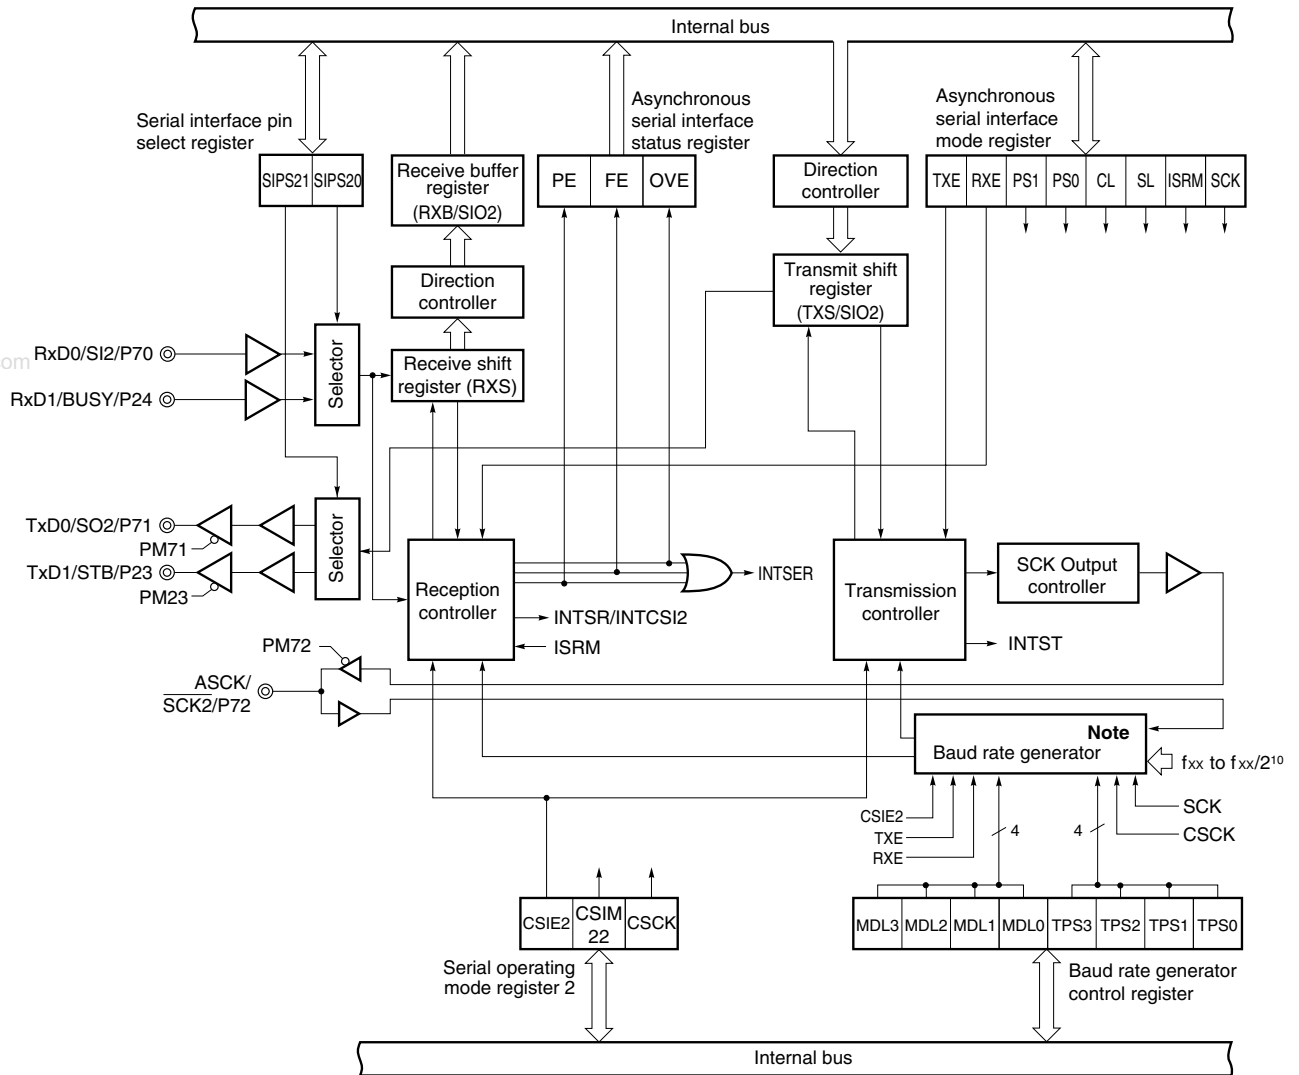 Internal bus
Serial interface pin
select register
Asynchronous
serial interface
status register
Asynchronous
serial interface
mode register
SIPS21 SIPS20
Receive buffer
register
(RXB/SIO2)
PE FE OVE
Direction
controller
TXE RXE PS1 PS0 CL SL ISRM SCK
Direction
controller
Transmit shift
register
(TXS/SIO2)
com
RxD0/SI2/P70
RxD1/BUSY/P24
Selector
Receive shift
register (RXS)
TxD0/SO2/P71
PM71
TxD1/STB/P23
PM23
Selector
Reception
controller
INTSER
INTSR/INTCSI2
ISRM
Transmission
controller
SCK Output
controller
INTST
PM72
ASCK/
SCK2/P72
Note
Baud rate generator
fxx to fxx/2¹⁰
CSIE2
TXE
RXE
4
4
SCK
CSCK
CSIE2 CSIM
22 CSCK
MDL3 MDL2 MDL1 MDL0 TPS3 TPS2 TPS1 TPS0
Serial operating
mode register 2
Baud rate generator
control register
Internal bus